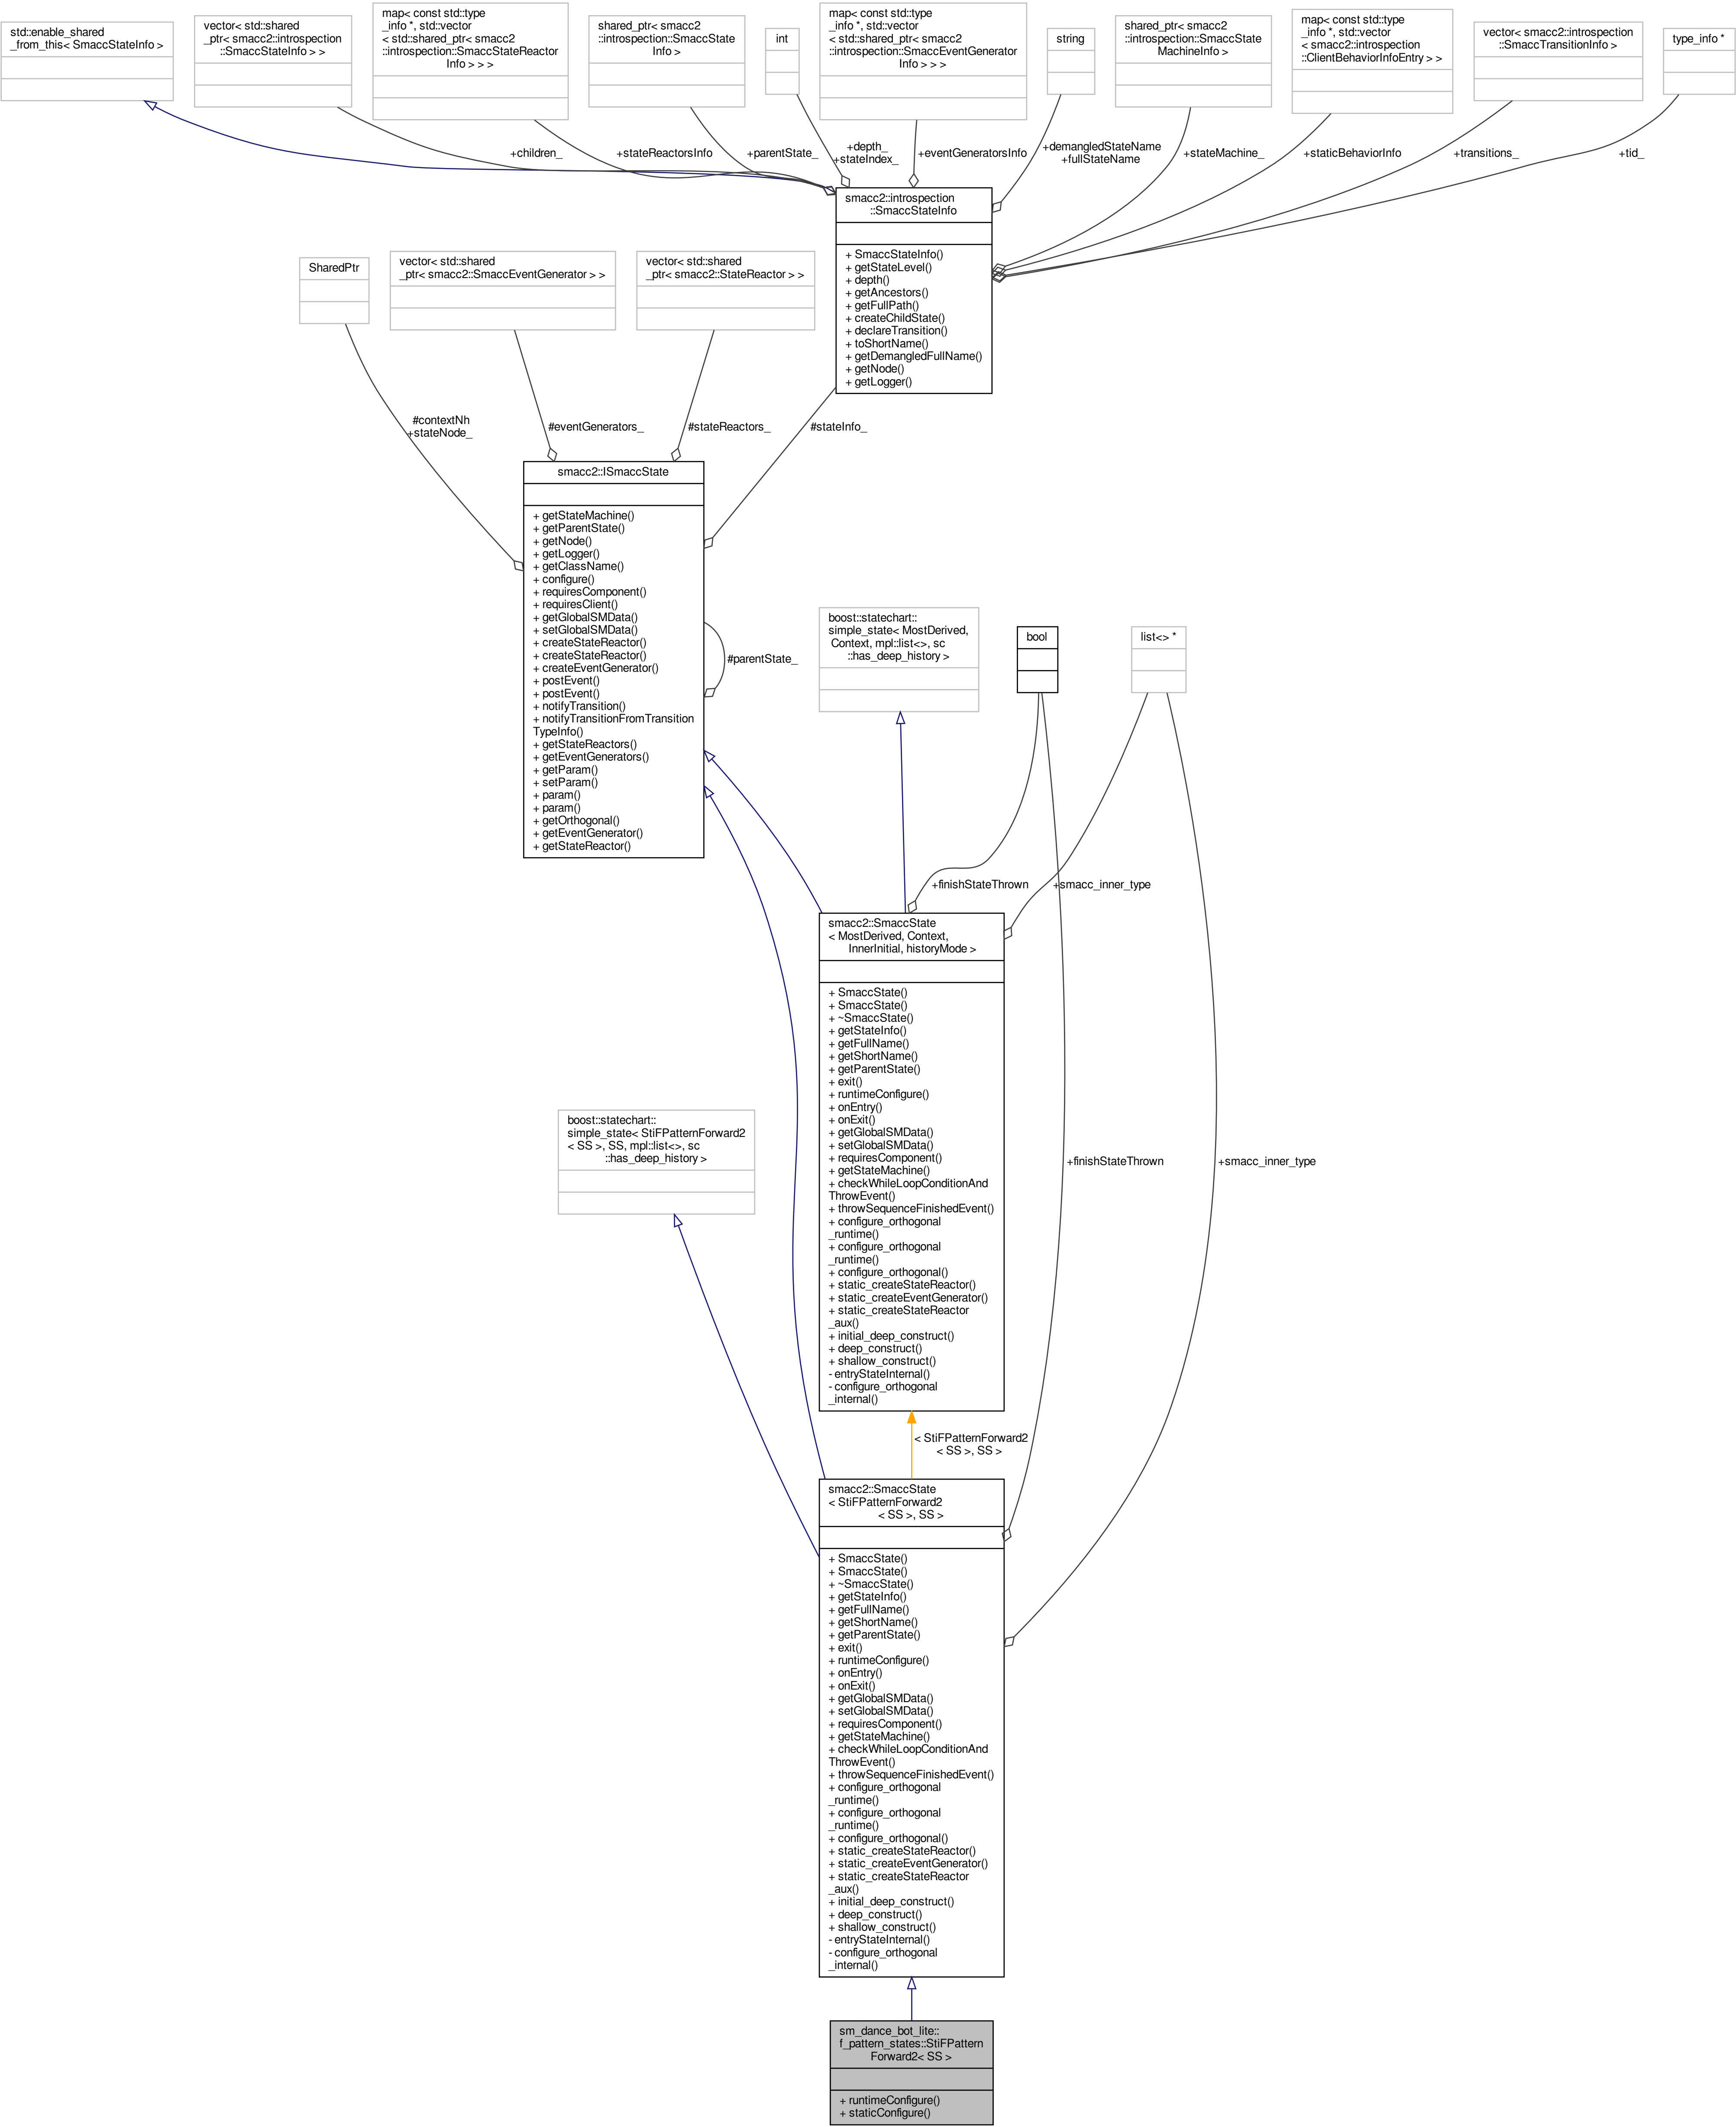 std::enable_shared
_from_this< SmaccStateInfo >
vector< std::shared
_ptr< smacc2::introspection
::SmaccStateInfo > >
map< const std::type
_info *, std::vector
< std::shared_ptr< smacc2
::introspection::SmaccStateReactor
Info > > >
shared_ptr< smacc2
::introspection::SmaccState
Info >
int
map< const std::type
_info *, std::vector
< std::shared_ptr< smacc2
::introspection::SmaccEventGenerator
Info > > >
string
shared_ptr< smacc2
::introspection::SmaccState
MachineInfo >
map< const std::type
_info *, std::vector
< smacc2::introspection
::ClientBehaviorInfoEntry > >
vector< smacc2::introspection
::SmaccTransitionInfo >
type_info *
+children_
+stateReactorsInfo
+parentState_
+depth_
+stateIndex_
+eventGeneratorsInfo
+demangledStateName
+fullStateName
+stateMachine_
+staticBehaviorInfo
+transitions_
+tid_
smacc2::introspection
::SmaccStateInfo
+ SmaccStateInfo()
+ getStateLevel()
+ depth()
+ getAncestors()
+ getFullPath()
+ createChildState()
+ declareTransition()
+ toShortName()
+ getDemangledFullName()
+ getNode()
+ getLogger()
SharedPtr
vector< std::shared
_ptr< smacc2::SmaccEventGenerator > >
vector< std::shared
_ptr< smacc2::StateReactor > >
#contextNh
+stateNode_
#eventGenerators_
#stateReactors_
#stateInfo_
smacc2::ISmaccState
+ getStateMachine()
+ getParentState()
+ getNode()
+ getLogger()
+ getClassName()
+ configure()
+ requiresComponent()
+ requiresClient()
+ getGlobalSMData()
+ setGlobalSMData()
+ createStateReactor()
+ createStateReactor()
+ createEventGenerator()
+ postEvent()
+ postEvent()
+ notifyTransition()
+ notifyTransitionFromTransition
TypeInfo()
+ getStateReactors()
+ getEventGenerators()
+ getParam()
+ setParam()
+ param()
+ param()
+ getOrthogonal()
+ getEventGenerator()
+ getStateReactor()
#parentState_
boost::statechart::
simple_state< MostDerived,
Context, mpl::list<>, sc
::has_deep_history >
bool
list<> *
+finishStateThrown
+smacc_inner_type
smacc2::SmaccState
< MostDerived, Context,
InnerInitial, historyMode >
+ SmaccState()
+ SmaccState()
+ ~SmaccState()
+ getStateInfo()
+ getFullName()
+ getShortName()
+ getParentState()
+ exit()
+ runtimeConfigure()
+ onEntry()
+ onExit()
+ getGlobalSMData()
+ setGlobalSMData()
+ requiresComponent()
+ getStateMachine()
+ checkWhileLoopConditionAnd
ThrowEvent()
+ throwSequenceFinishedEvent()
+ configure_orthogonal
_runtime()
+ configure_orthogonal
_runtime()
+ configure_orthogonal()
+ static_createStateReactor()
+ static_createEventGenerator()
+ static_createStateReactor
_aux()
+ initial_deep_construct()
+ deep_construct()
+ shallow_construct()
- entryStateInternal()
- configure_orthogonal
_internal()
boost::statechart::
simple_state< StiFPatternForward2
< SS >, SS, mpl::list<>, sc
::has_deep_history >
+finishStateThrown
+smacc_inner_type
< StiFPatternForward2
< SS >, SS >
smacc2::SmaccState
< StiFPatternForward2
< SS >, SS >
+ SmaccState()
+ SmaccState()
+ ~SmaccState()
+ getStateInfo()
+ getFullName()
+ getShortName()
+ getParentState()
+ exit()
+ runtimeConfigure()
+ onEntry()
+ onExit()
+ getGlobalSMData()
+ setGlobalSMData()
+ requiresComponent()
+ getStateMachine()
+ checkWhileLoopConditionAnd
ThrowEvent()
+ throwSequenceFinishedEvent()
+ configure_orthogonal
_runtime()
+ configure_orthogonal
_runtime()
+ configure_orthogonal()
+ static_createStateReactor()
+ static_createEventGenerator()
+ static_createStateReactor
_aux()
+ initial_deep_construct()
+ deep_construct()
+ shallow_construct()
- entryStateInternal()
- configure_orthogonal
_internal()
sm_dance_bot_lite::
f_pattern_states::StiFPattern
Forward2< SS >
+ runtimeConfigure()
+ staticConfigure()